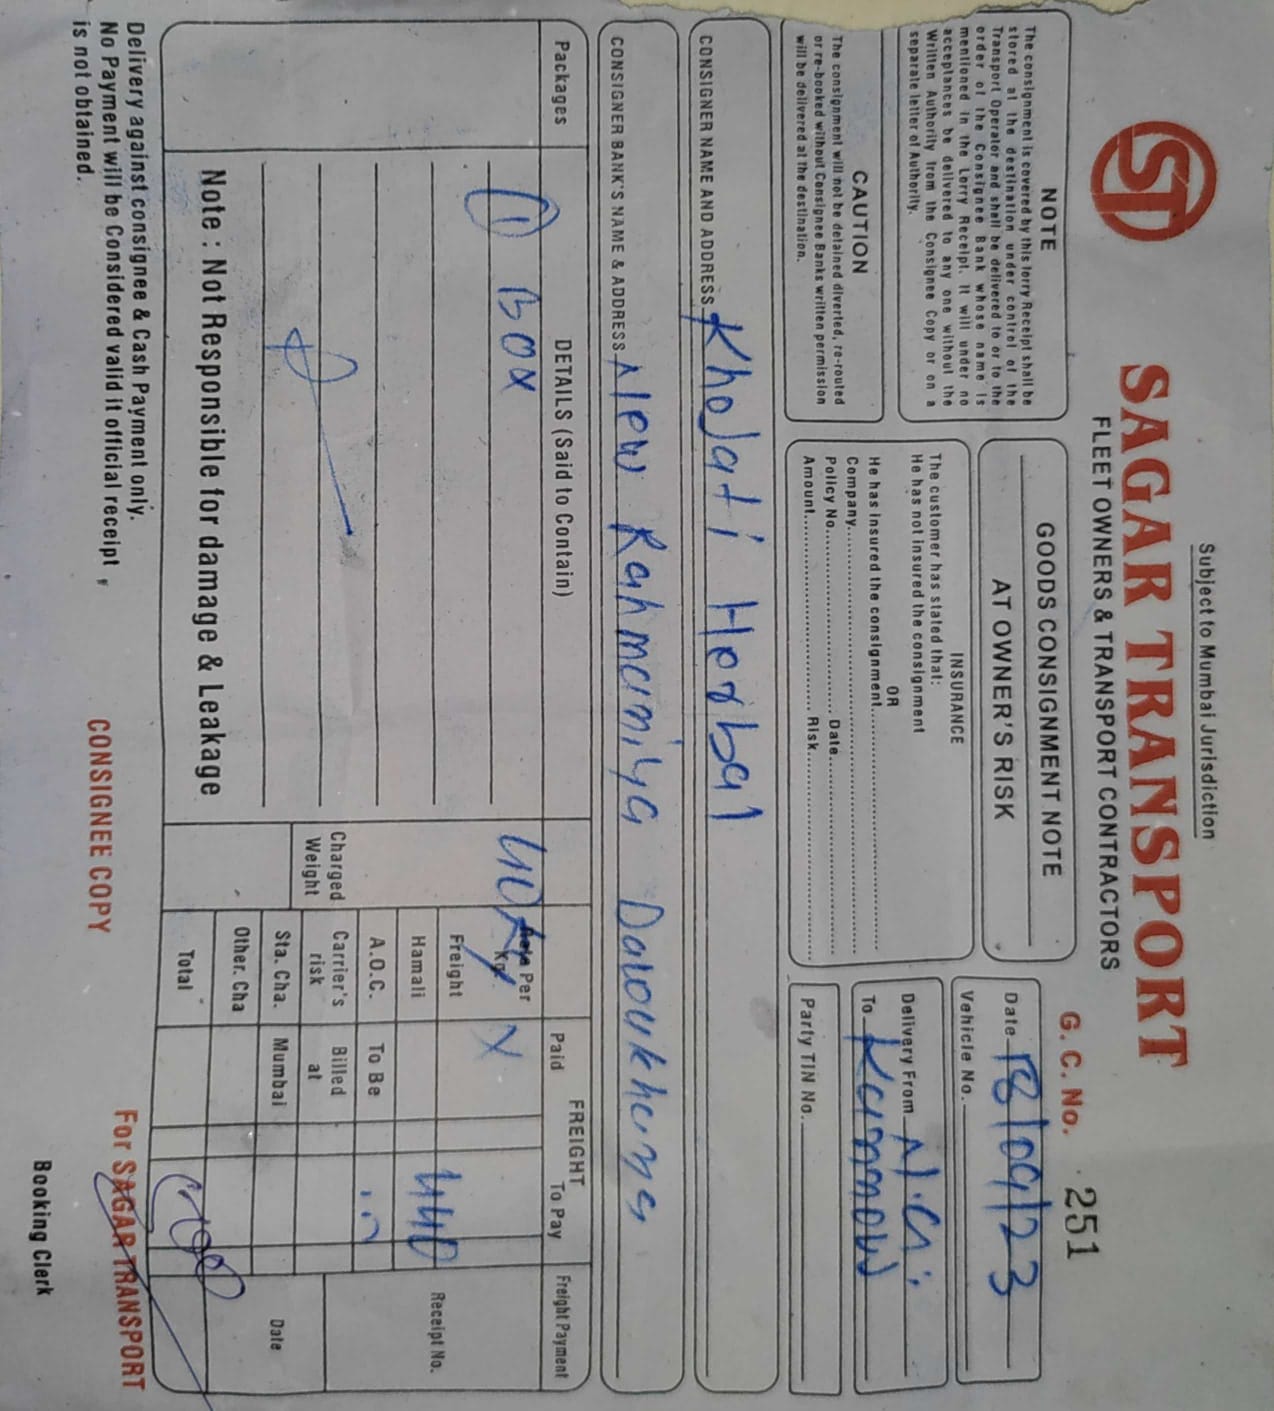 Subject to Mumbai Jurisdiction
ST
SAGAR TRANSPORT
FLEET OWNERS & TRANSPORT CONTRACTORS
G. C. No. 251
NOTE
The consignment is covered by this lorry Receipt shall be
stored at the destination under control of the
Transport Operator and shall be delivered to or to the
order of the Consignee Bank whose name is
mentioned in the Lorry Receipt. It will under no
acceptances be delivered to any one without the
Written Authority from the Consignee Copy or on a
separate letter of Authority.
GOODS CONSIGNMENT NOTE
AT OWNER'S RISK
Date 18/09/23
Vehicle No.
CAUTION
The consignment will not be detained diverted, re-routed
or re-booked without Consignee Banks written permission
will be delivered at the destination.
INSURANCE
The customer has stated that:
He has not insured the consignment
OR
He has insured the consignment
Company
Policy No. Date
Amount Risk
Delivery From
To
Party TIN No.
CONSIGNER NAME AND ADDRESS Khojati Herbal
CONSIGNER BANK'S NAME & ADDRESS New
Packages
DETAILS (Said to Contain)
FREIGHT
Paid
To Pay
Freight Payment
1 Box
40 Kg
Per
X
Freight
440
Receipt No.
Hamali
A.O.C.
To Be
Charged
Weight
Carrier's
risk
Billed
at
Sta. Cha.
Mumbai
Date
Other. Cha
Total
Note : Not Responsible for damage & Leakage
Delivery against consignee & Cash Payment only.
No Payment will be Considered valid it official receipt
is not obtained.
CONSIGNEE COPY
For SAGAR TRANSPORT
Booking Clerk